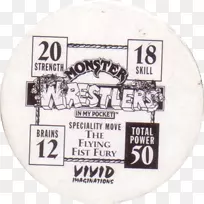 20
STRENGTH
18
SKILL
MONSTER
WRESTLERS
IN MY POCKET
BRAINS
12
SPECIALITY MOVE
THE
FLYING
FIST FURY
TOTAL
POWER
50
VIVID
IMAGINATIONS